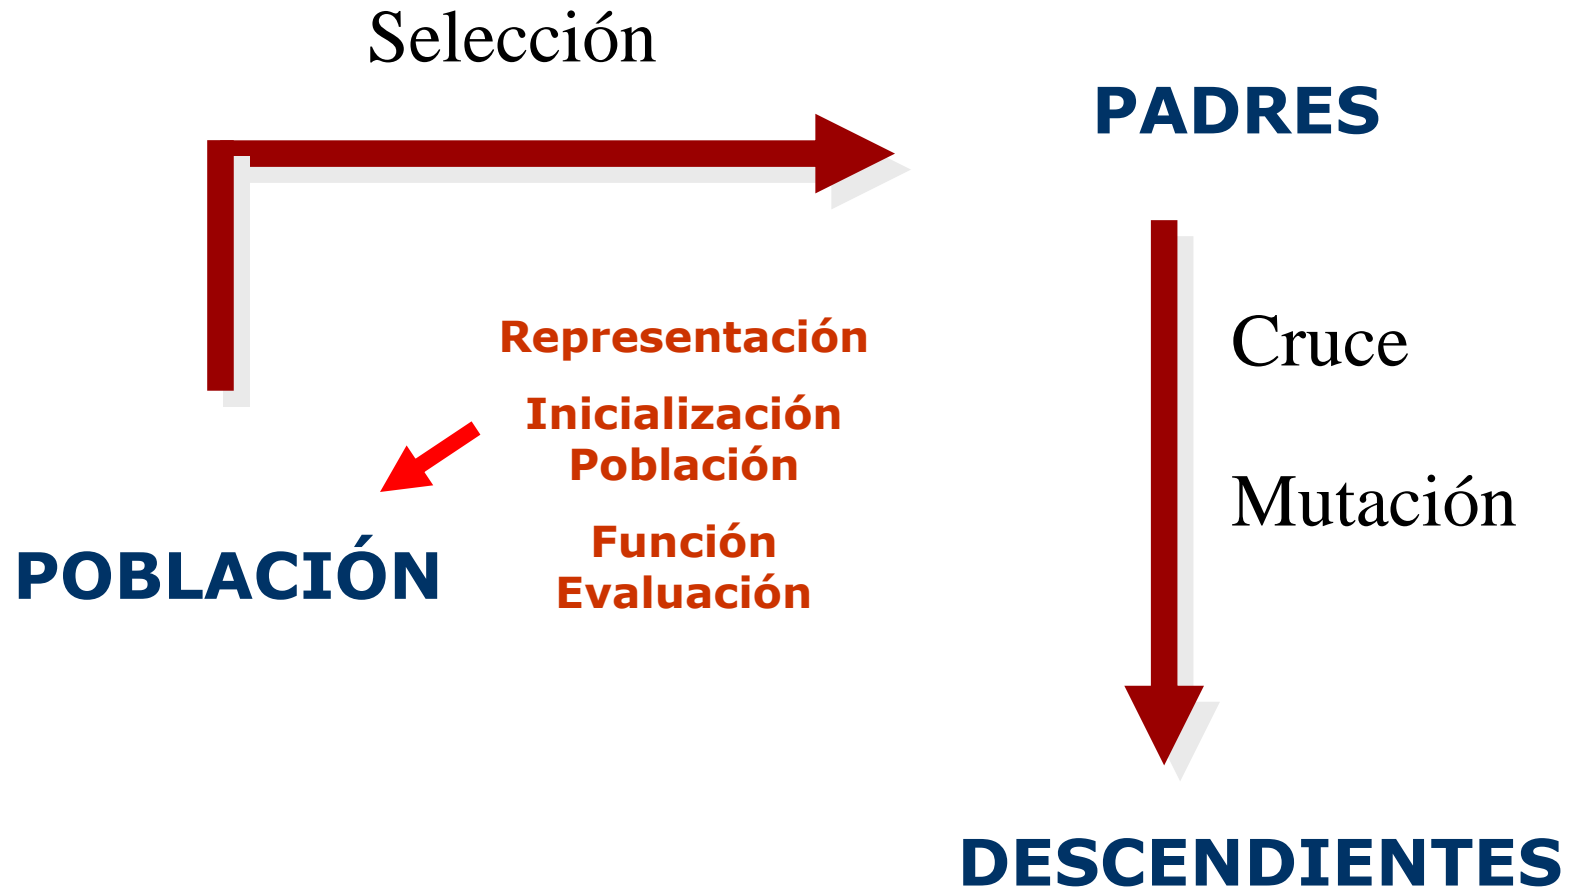 Selección
PADRES
Representación
Cruce
Inicialización
Población
Mutación
Función
POBLACIÓN
Evaluación
DESCENDIENTES